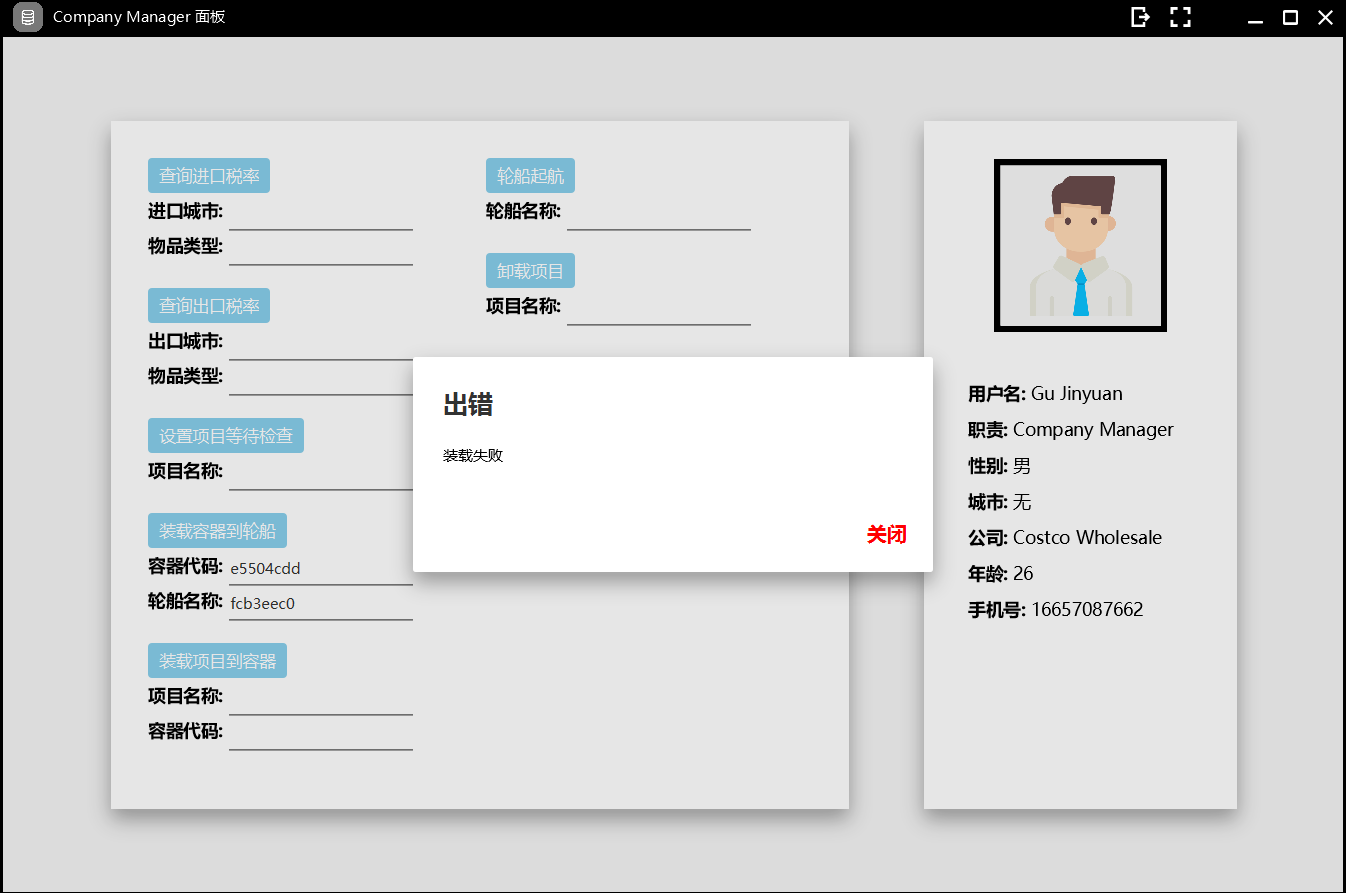 Company Manager 面板
查询进口税率
进口城市:
物品类型:
查询出口税率
出口城市:
物品类型:
设置项目等待检查
项目名称:
装载容器到轮船
容器代码: e5504cdd
轮船名称: fcb3eec0
装载项目到容器
项目名称:
容器代码:
轮船起航
轮船名称:
卸载项目
项目名称:
出错
装载失败
关闭
用户名: Gu Jinyuan
职责: Company Manager
性别: 男
城市: 无
公司: Costco Wholesale
年龄: 26
手机号: 16657087662